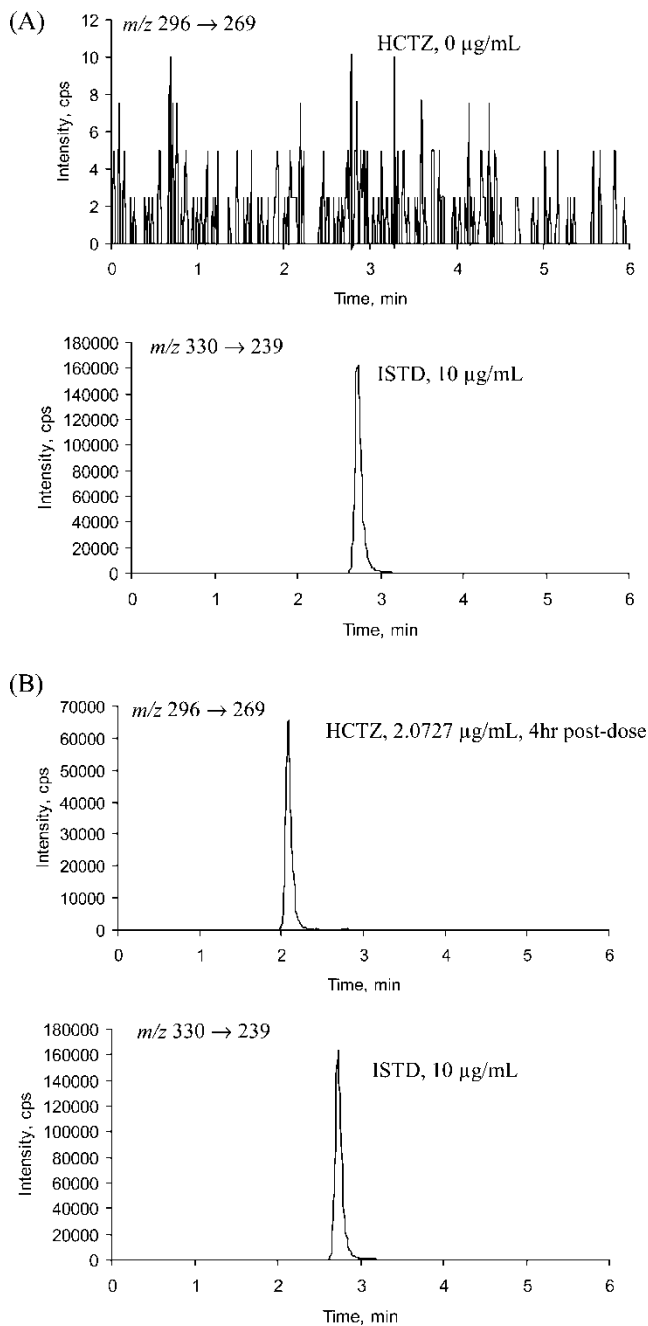 (A)
m/z 296 → 269
HCTZ, 0 µg/mL
Intensity, cps
12
10
8
6
4
2
0
0 1 2 3 4 5 6
Time, min
m/z 330 → 239
ISTD, 10 µg/mL
Intensity, cps
180000
160000
140000
120000
100000
80000
60000
40000
20000
0
0 1 2 3 4 5 6
Time, min
(B)
m/z 296 → 269
HCTZ, 2.0727 µg/mL, 4hr post-dose
Intensity, cps
70000
60000
50000
40000
30000
20000
10000
0
0 1 2 3 4 5 6
Time, min
m/z 330 → 239
ISTD, 10 µg/mL
Intensity, cps
180000
160000
140000
120000
100000
80000
60000
40000
20000
0
0 1 2 3 4 5 6
Time, min